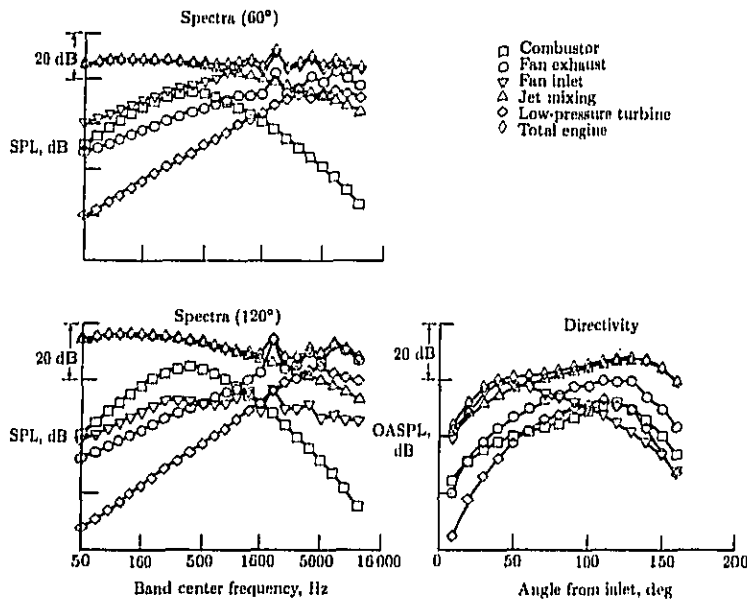 Spectra (60°)
20 dB
SPL, dB
Combustor
Fan exhaust
Fan inlet
Jet mixing
Low-pressure turbine
Total engine
Spectra (120°)
20 dB
SPL, dB
50 160 500 1600 5000 16000
Band center frequency, Hz
Directivity
20 dB
OASPL,
dB
0 50 100 150 200
Angle from inlet, deg